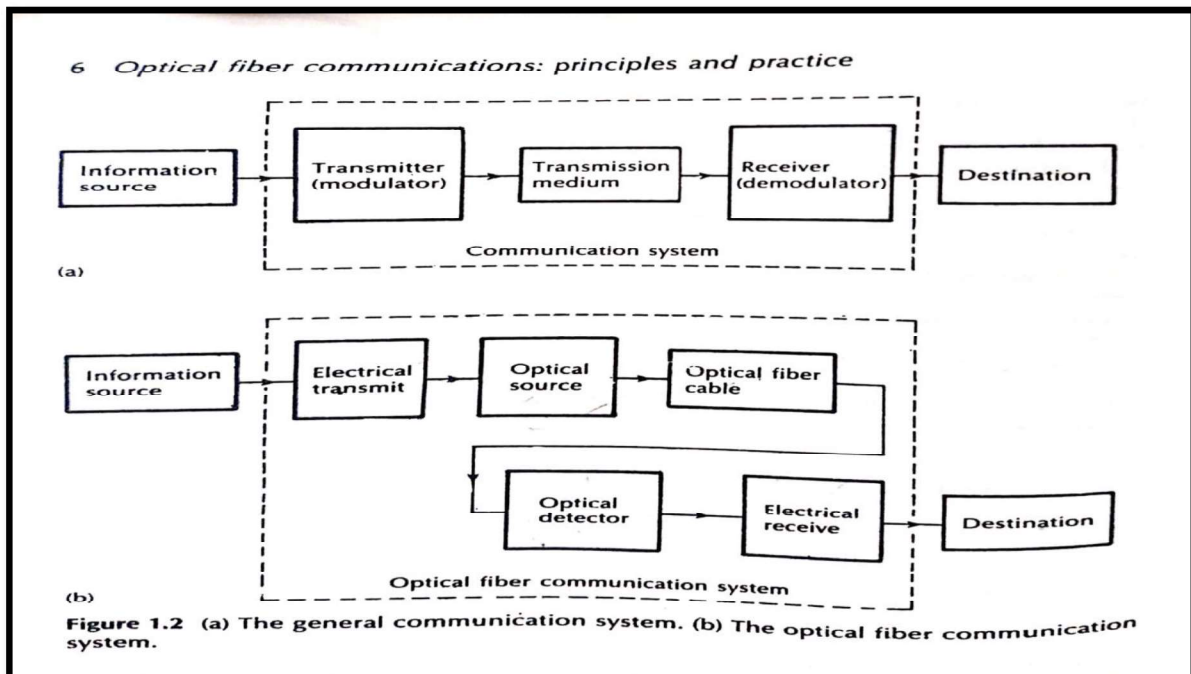 6 Optical fiber communications: principles and practice
Information
source
Transmitter
(modulator)
Transmission
medium
Receiver
(demodulator)
Destination
Communication system
(a)
Information
source
Electrical
transmit
Optical
source
Optical fiber
cable
Optical
detector
Electrical
receive
Destination
Optical fiber communication system
(b)
Figure 1.2 (a) The general communication system. (b) The optical fiber communication
system.